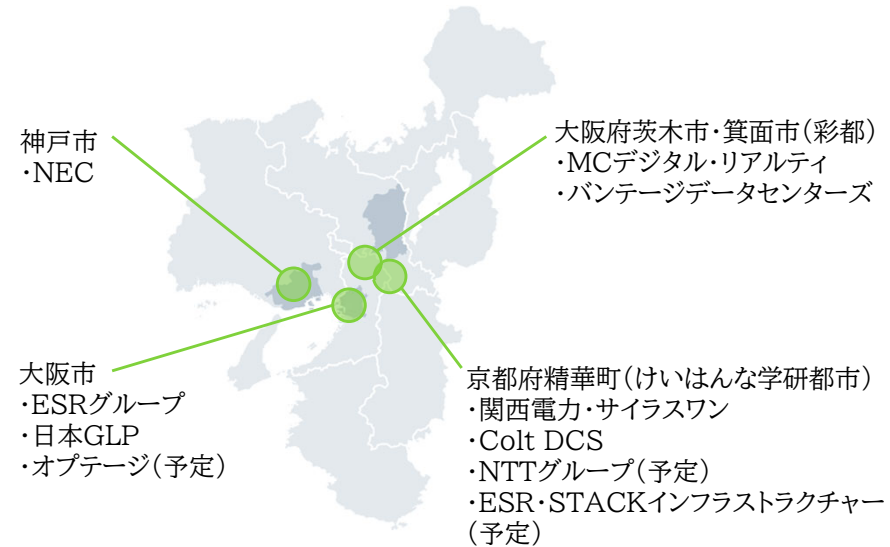 神戸市
・NEC
大阪府茨木市・箕面市(彩都)
・MCデジタル・リアルティ
・バンテージデータセンターズ
大阪市
・ESRグループ
・日本GLP
・オプテージ(予定)
京都府精華町(けいはんな学研都市)
・関西電力・サイラスワン
・Colt DCS
・NTTグループ(予定)
・ESR・STACKインフラストラクチャー
(予定)